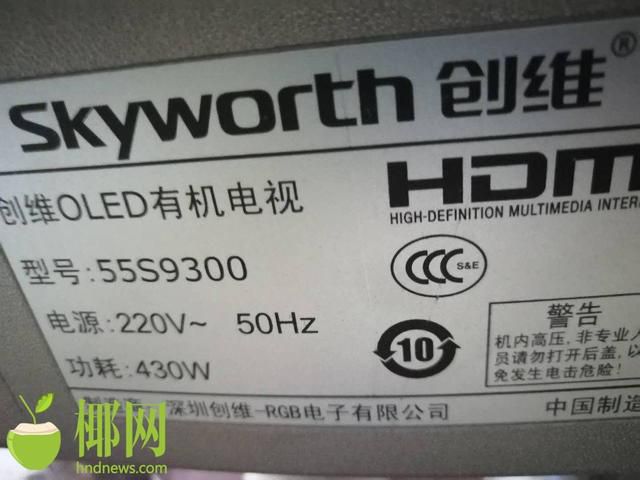 Skyworth 创维®
创维OLED有机电视
HDM
HIGH-DEFINITION MULTIMEDIA INTER
型号:55S9300
CCC S&E
电源:220V~ 50Hz
10
警告
机内高压,非专业人
员请勿打开后盖,以
免发生电击危险!
功耗:430W
深圳创维-RGB电子有限公司
中国制造
椰网
hndnews.com